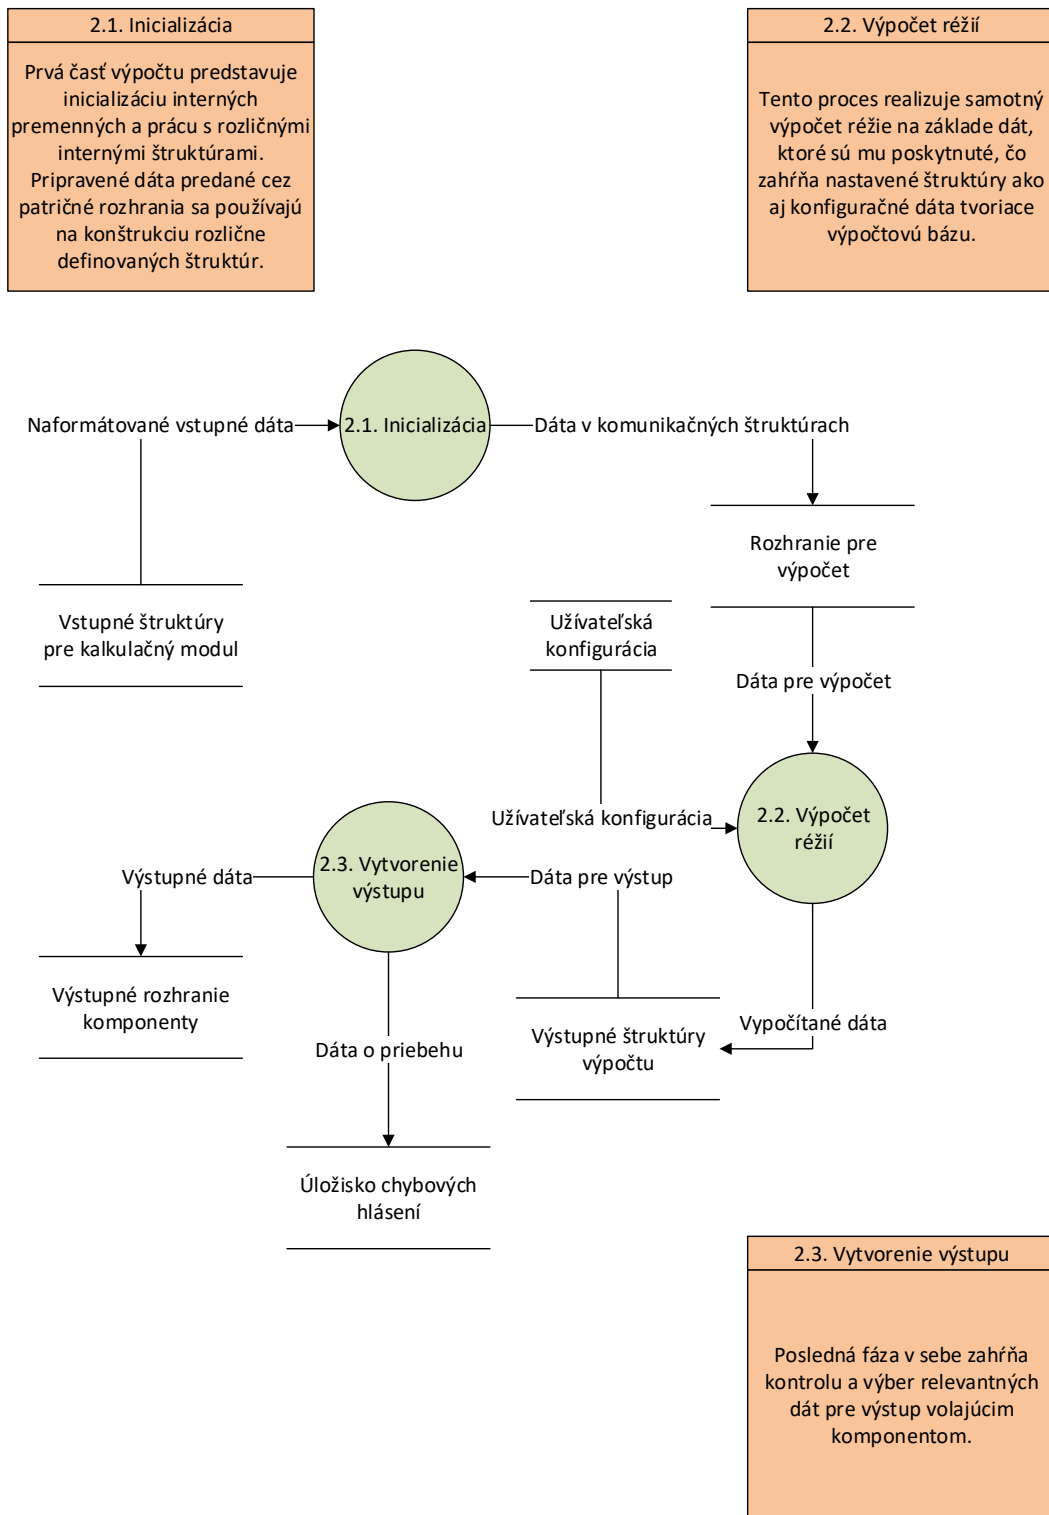 2.1. Inicializácia
Prvá časť výpočtu predstavuje
inicializáciu interných
premenných a prácu s rozličnými
internými štruktúrami.
Pripravené dáta predané cez
patričné rozhrania sa používajú
na konštrukciu rozlične
definovaných štruktúr.
2.2. Výpočet réžií
Tento proces realizuje samotný
výpočet réžie na základe dát,
ktoré sú mu poskytnuté, čo
zahŕňa nastavené štruktúry ako
aj konfiguračné dáta tvoriace
výpočtovú bázu.
Naformátované vstupné dáta
2.1. Inicializácia
Dáta v komunikačných štruktúrach
Rozhranie pre
výpočet
Vstupné štruktúry
pre kalkulačný modul
Užívateľská
konfigurácia
Dáta pre výpočet
Užívateľská konfigurácia
2.2. Výpočet
réžií
2.3. Vytvorenie
výstupu
Výstupné dáta
Dáta pre výstup
Výstupné rozhranie
komponenty
Dáta o priebehu
Výstupné štruktúry
výpočtu
Vypočítané dáta
Úložisko chybových
hlásení
2.3. Vytvorenie výstupu
Posledná fáza v sebe zahŕňa
kontrolu a výber relevantných
dát pre výstup volajúcim
komponentom.